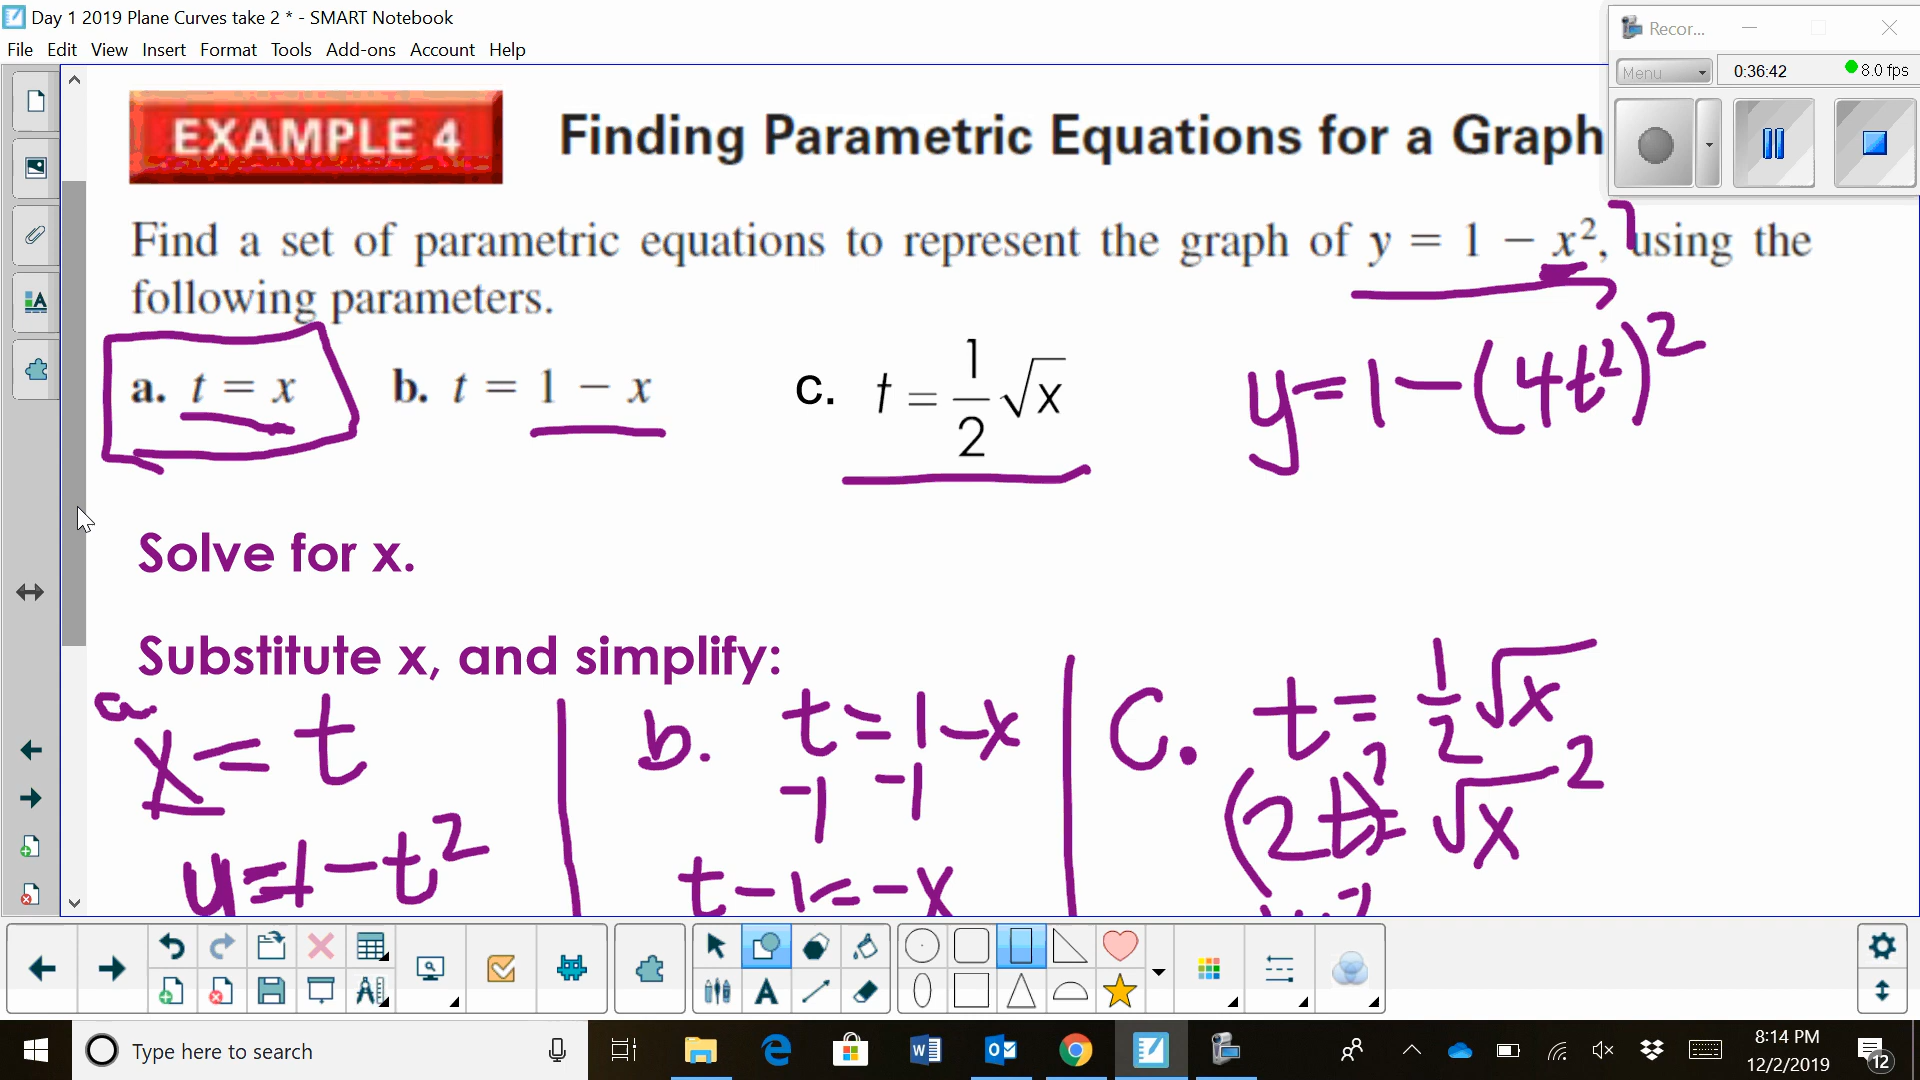 Day 1 2019 Plane Curves take 2 * - SMART Notebook
File Edit View Insert Format Tools Add-ons Account Help
Recor...
Menu 0:36:42 8.0 fps
EXAMPLE 4 Finding Parametric Equations for a Graph
Find a set of parametric equations to represent the graph of y = 1 − x², using the
following parameters.
a. t = x b. t = 1 − x c. t = 1/2 √x
y = 1 − (4t²)²
Solve for x.
Substitute x, and simplify:
a x = t
y = 1 − t²
b. t = 1 − x
−1 −1
t − 1 = − x
C. t = 1/2 √x
(2t)² = √x ²
Type here to search
8:14 PM
12/2/2019
12